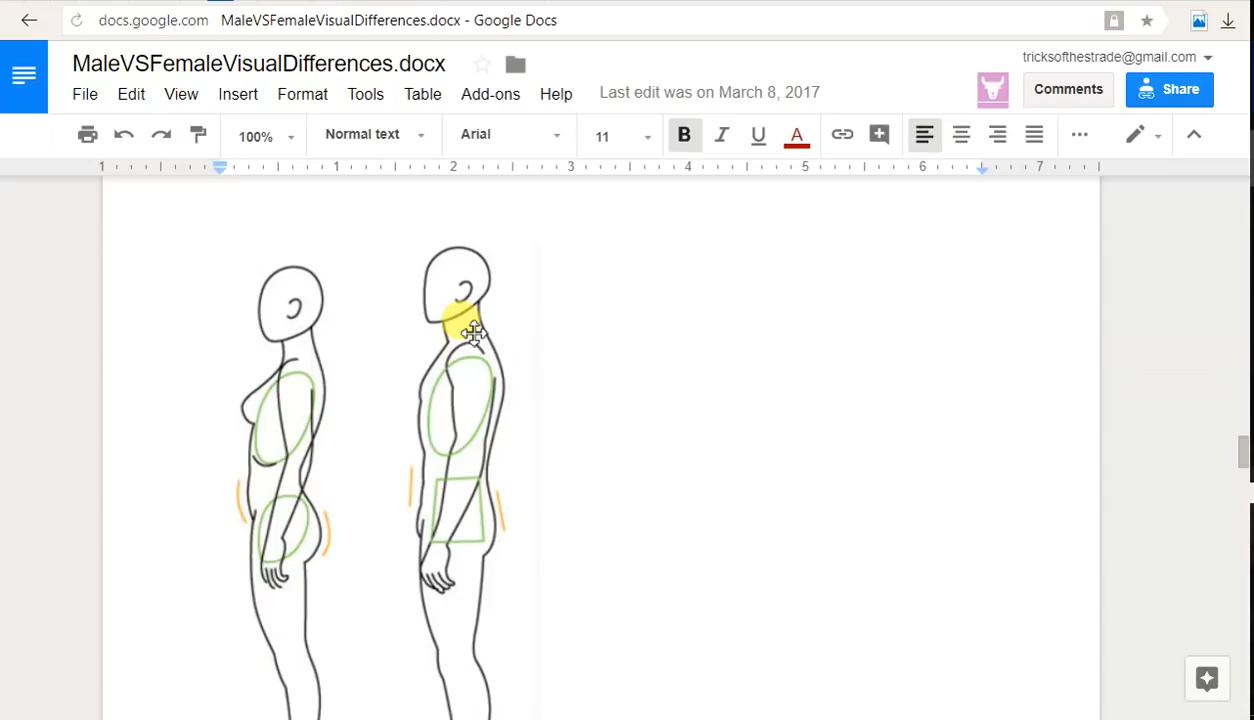 docs.google.com MaleVSFemaleVisualDifferences.docx - Google Docs
MaleVSFemaleVisualDifferences.docx
tricksofthestrade@gmail.com
File Edit View Insert Format Tools Table Add-ons Help Last edit was on March 8, 2017
Comments Share
100% Normal text Arial 11 B I U A
1 1 2 3 4 5 6 7